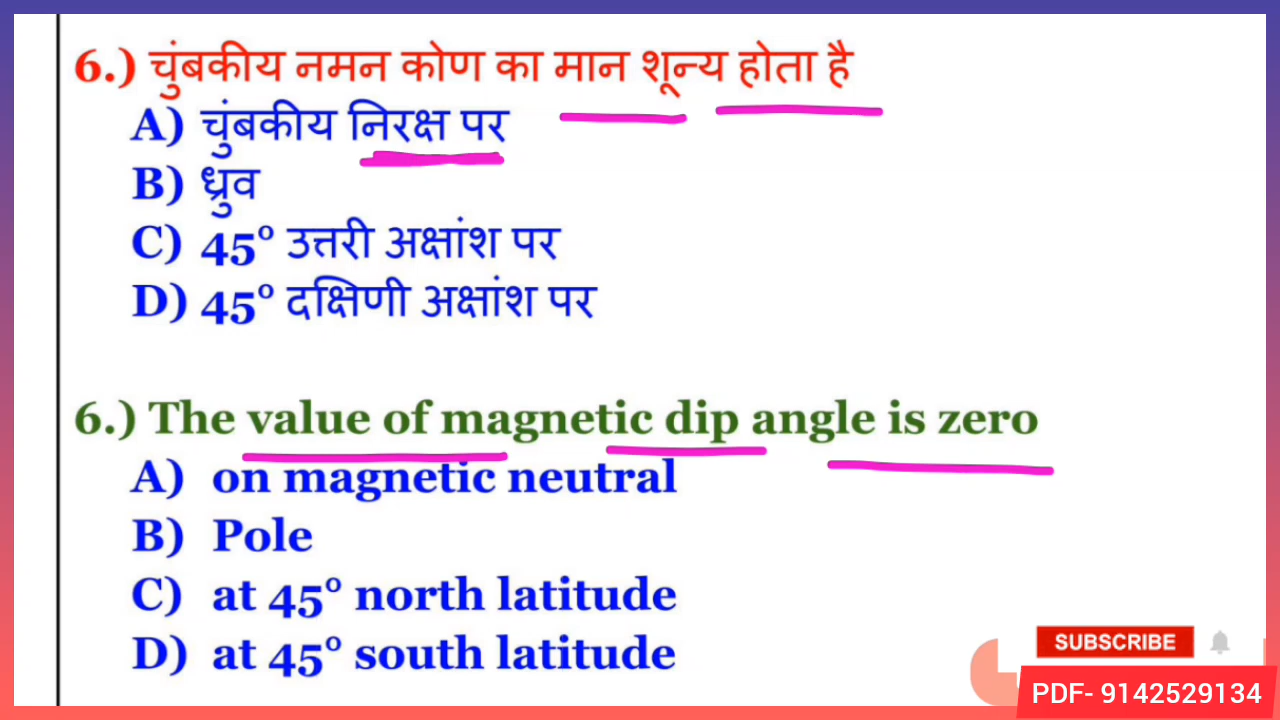 6.) चुंबकीय नमन कोण का मान शून्य होता है
A) चुंबकीय निरक्ष पर
B) ध्रुव
C) 45° उत्तरी अक्षांश पर
D) 45° दक्षिणी अक्षांश पर
6.) The value of magnetic dip angle is zero
A) on magnetic neutral
B) Pole
C) at 45° north latitude
D) at 45° south latitude
SUBSCRIBE
PDF- 9142529134